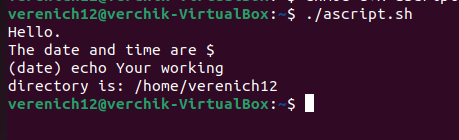 verenich12@verchik-VirtualBox:~$ ./ascript.sh
Hello.
The date and time are $
(date) echo Your working
directory is: /home/verenich12
verenich12@verchik-VirtualBox:~$